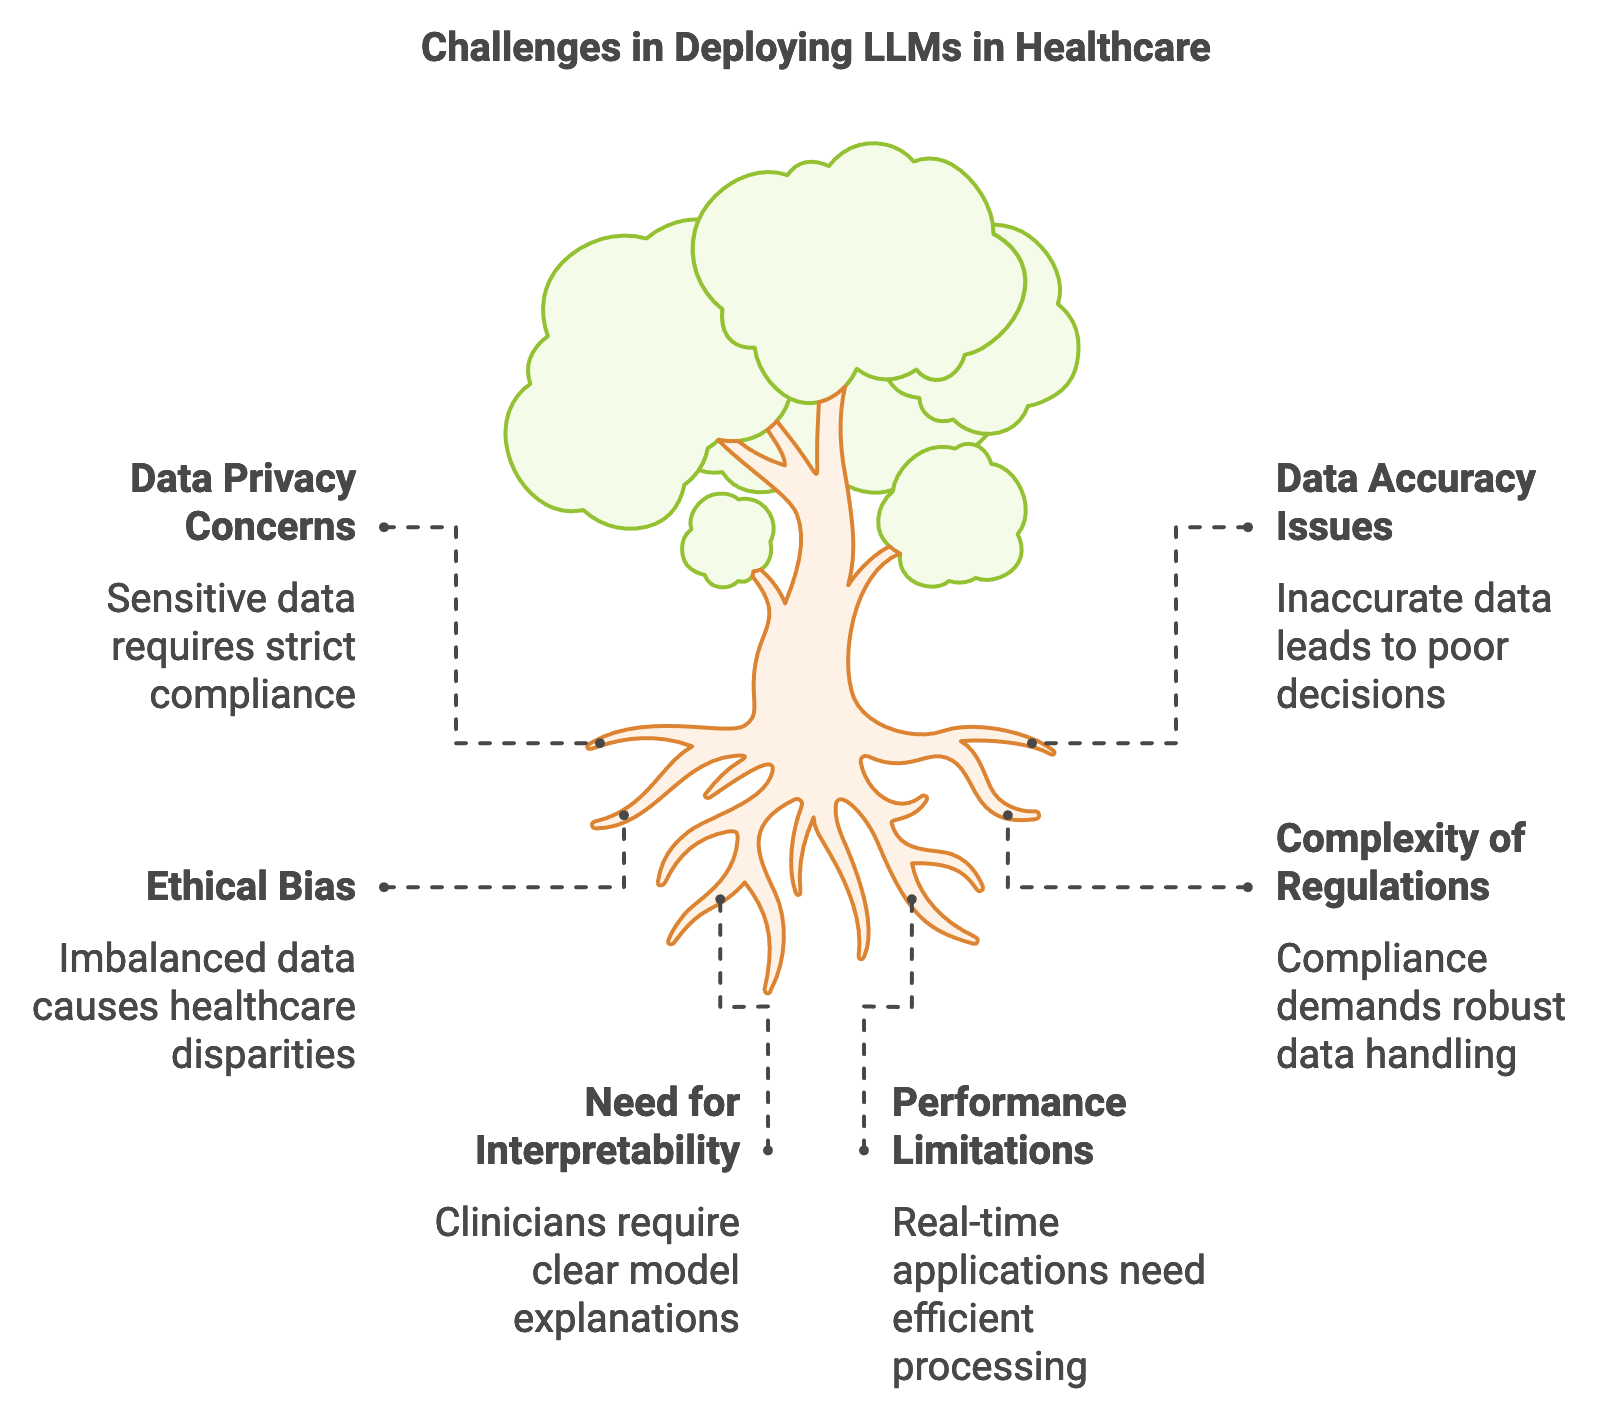 Challenges in Deploying LLMs in Healthcare
Data Privacy
Concerns
Sensitive data
requires strict
compliance
Data Accuracy
Issues
Inaccurate data
leads to poor
decisions
Ethical Bias
Imbalanced data
causes healthcare
disparities
Complexity of
Regulations
Compliance
demands robust
data handling
Need for
Interpretability
Clinicians require
clear model
explanations
Performance
Limitations
Real-time
applications need
efficient
processing